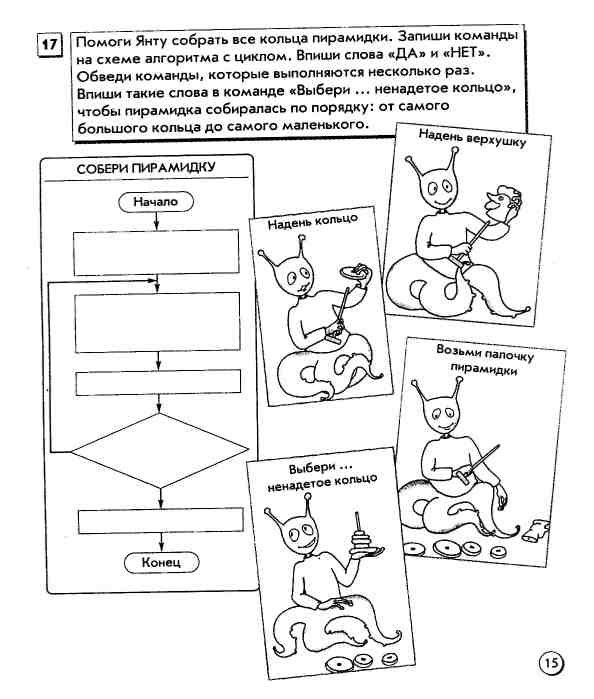 17
Помоги Янту собрать все кольца пирамидки. Запиши команды
на схеме алгоритма с циклом. Впиши слова «ДА» и «НЕТ».
Обведи команды, которые выполняются несколько раз.
Впиши такие слова в команде «Выбери ... ненадетое кольцо»,
чтобы пирамидка собиралась по порядку: от самого
большого кольца до самого маленького.
СОБЕРИ ПИРАМИДКУ
Начало
Конец
Надень верхушку
Надень кольцо
Возьми палочку
пирамидки
Выбери ...
ненадетое кольцо
15